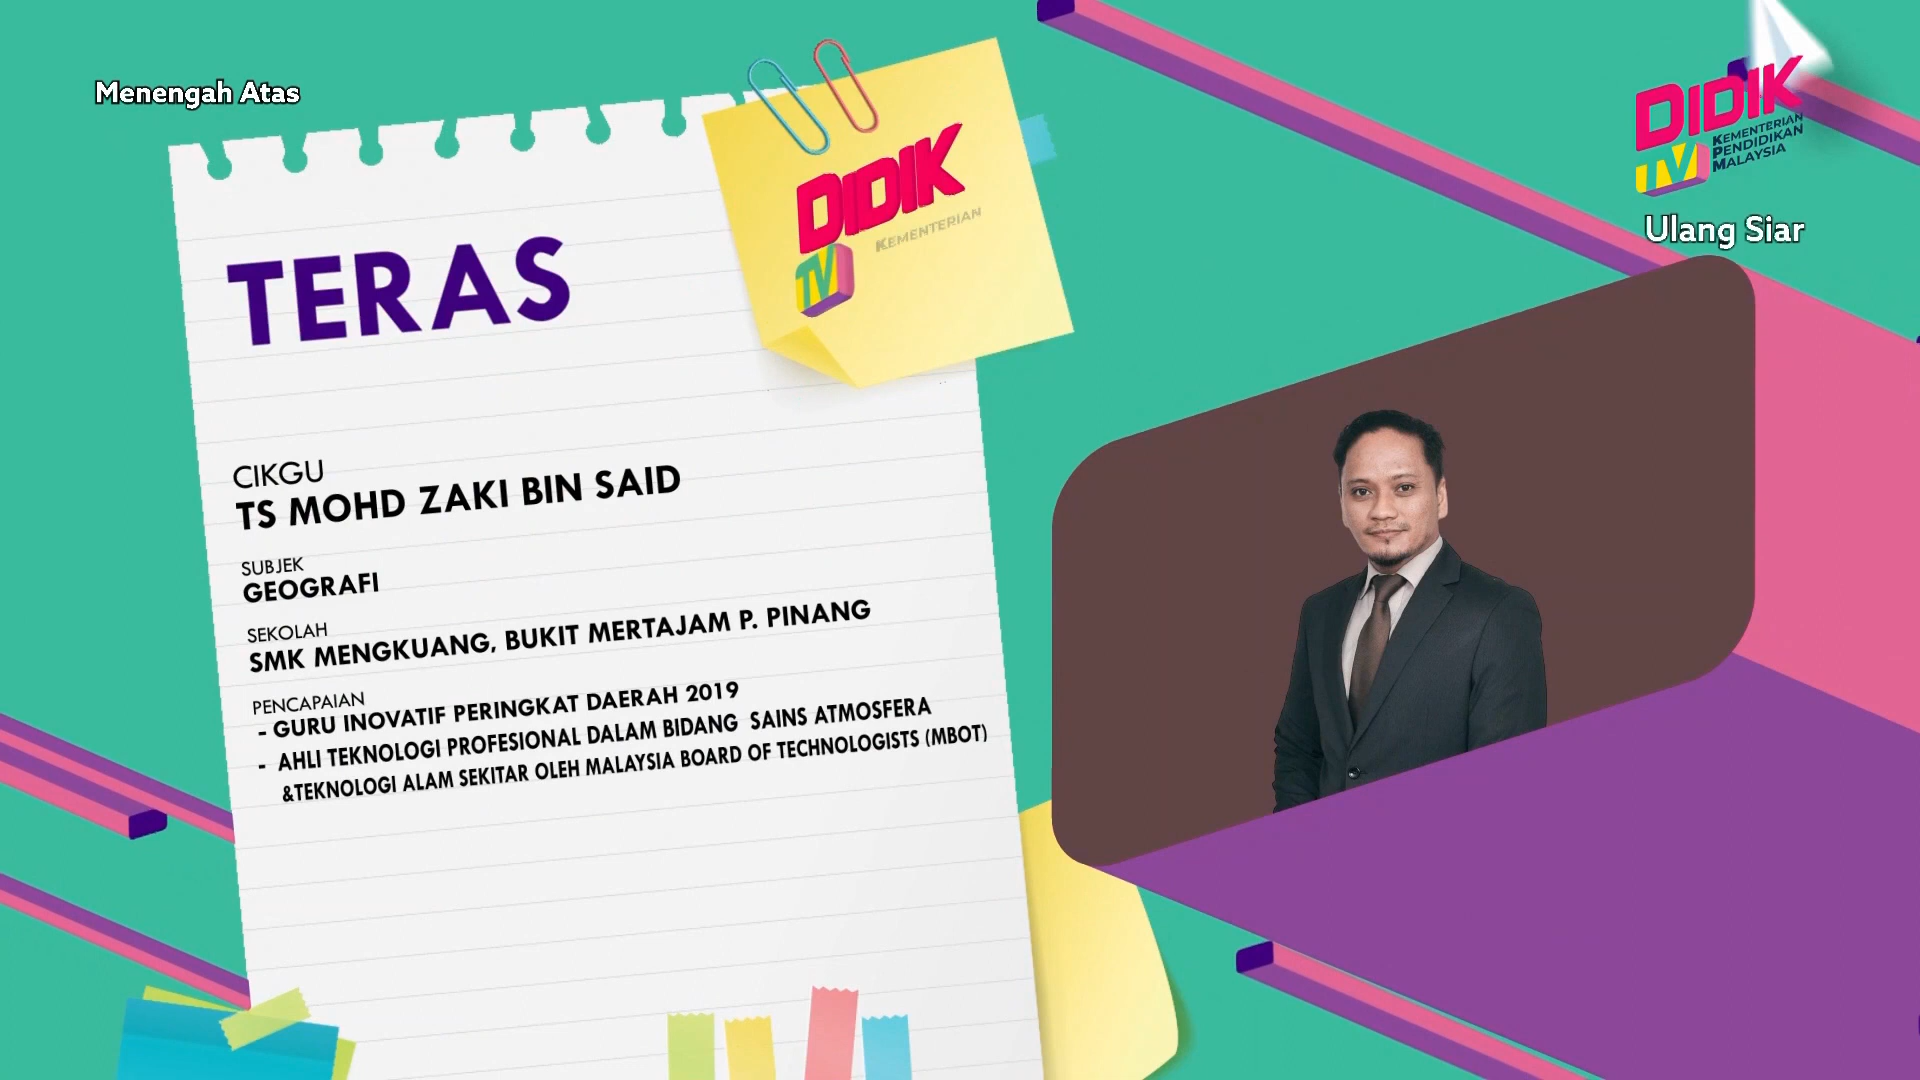 Menengah Atas
DIDIK
TV
KEMENTERIAN
PENDIDIKAN
MALAYSIA
Ulang Siar
DIDIK
TV
KEMENTERIAN
TERAS
CIKGU
TS MOHD ZAKI BIN SAID
SUBJEK
GEOGRAFI
SEKOLAH
SMK MENGKUANG, BUKIT MERTAJAM P. PINANG
PENCAPAIAN
- GURU INOVATIF PERINGKAT DAERAH 2019
- AHLI TEKNOLOGI PROFESIONAL DALAM BIDANG SAINS ATMOSFERA
&TEKNOLOGI ALAM SEKITAR OLEH MALAYSIA BOARD OF TECHNOLOGISTS (MBOT)